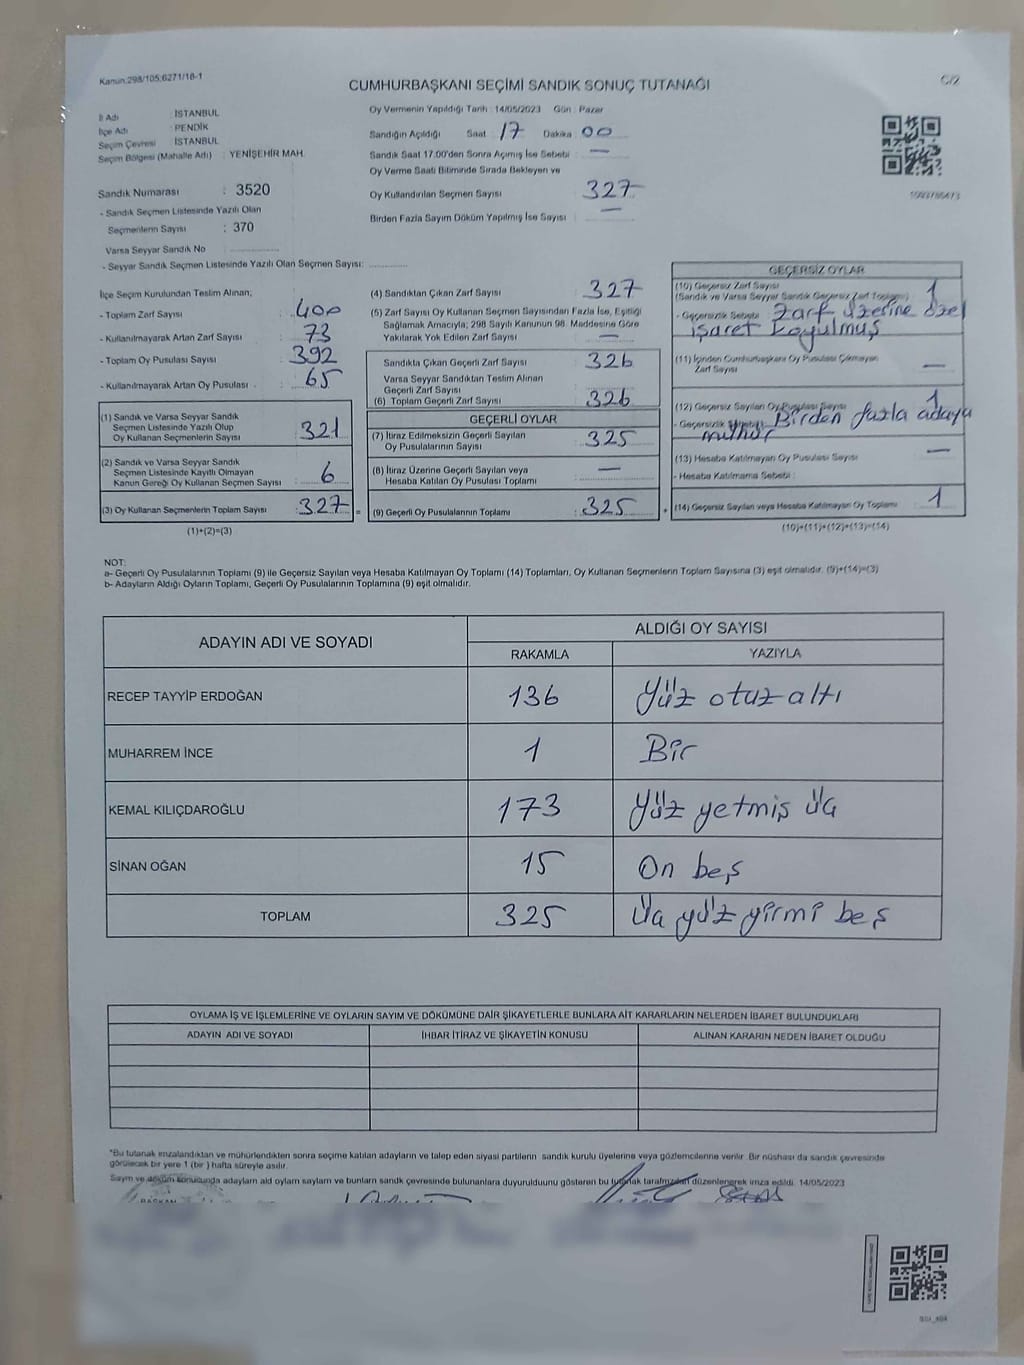 Kanun:298/105;6271/18-1
C/2
CUMHURBAŞKANI SEÇİMİ SANDIK SONUÇ TUTANAĞI
İl Adı : İSTANBUL
İlçe Adı : PENDİK
Seçim Çevresi : İSTANBUL
Seçim Bölgesi (Mahalle Adı) : YENİŞEHİR MAH.
Sandık Numarası : 3520
- Sandık Seçmen Listesinde Yazılı Olan
Seçmenlerin Sayısı : 370
Varsa Seyyar Sandık No
- Seyyar Sandık Seçmen Listesinde Yazılı Olan Seçmen Sayısı:
Oy Vermenin Yapıldığı Tarih : 14/05/2023 Gün : Pazar
Sandığın Açıldığı Saat 17 Dakika 00
Sandık Saat 17.00'den Sonra Açılmış İse Sebebi : —
Oy Verme Saati Bitiminde Sırada Bekleyen ve
Oy Kullandırılan Seçmen Sayısı 327
Birden Fazla Sayım Döküm Yapılmış İse Sayısı : —
İlçe Seçim Kurulundan Teslim Alınan;
- Toplam Zarf Sayısı : 400
- Kullanılmayarak Artan Zarf Sayısı : 73
- Toplam Oy Pusulası Sayısı : 392
- Kullanılmayarak Artan Oy Pusulası : 65
(1) Sandık ve Varsa Seyyar Sandık
Seçmen Listesinde Yazılı Olup
Oy Kullanan Seçmenlerin Sayısı : 321
(2) Sandık ve Varsa Seyyar Sandık
Seçmen Listesinde Kayıtlı Olmayan
Kanun Gereği Oy Kullanan Seçmen Sayısı : 6
(3) Oy Kullanan Seçmenlerin Toplam Sayısı : 327 =
(1)+(2)=(3)
(4) Sandıktan Çıkan Zarf Sayısı : 327
(5) Zarf Sayısı Oy Kullanan Seçmen Sayısından Fazla İse, Eşitliği
Sağlamak Amacıyla; 298 Sayılı Kanunun 98. Maddesine Göre
Yakılarak Yok Edilen Zarf Sayısı : —
Sandıkta Çıkan Geçerli Zarf Sayısı : 326
Varsa Seyyar Sandıktan Teslim Alınan
Geçerli Zarf Sayısı
(6) Toplam Geçerli Zarf Sayısı : 326
GEÇERLİ OYLAR
(7) İtiraz Edilmeksizin Geçerli Sayılan
Oy Pusulalarının Sayısı : 325
(8) İtiraz Üzerine Geçerli Sayılan veya
Hesaba Katılan Oy Pusulası Toplamı : —
(9) Geçerli Oy Pusulalarının Toplamı : 325 +
GEÇERSİZ OYLAR
(10) Geçersiz Zarf Sayısı 1
(Sandık ve Varsa Seyyar Sandık Geçersiz Zarf Toplamı)
- Geçersizlik Sebebi : Zarf üzerine özel
işaret koyulmuş
(11) İçinden Cumhurbaşkanı Oy Pusulası Çıkmayan
Zarf Sayısı : —
(12) Geçersiz Sayılan Oy Pusulası Sayısı 1
- Geçersizlik Sebebi: Birden fazla adaya
mühür
(13) Hesaba Katılmayan Oy Pusulası Sayısı : —
- Hesaba Katılmama Sebebi :
(14) Geçersiz Sayılan veya Hesaba Katılmayan Oy Toplamı : 1
(10)+(11)+(12)+(13)=(14)
NOT:
a- Geçerli Oy Pusulalarının Toplamı (9) ile Geçersiz Sayılan veya Hesaba Katılmayan Oy Toplamı (14) Toplamları, Oy Kullanan Seçmenlerin Toplam Sayısına (3) eşit olmalıdır. (9)+(14)=(3)
b- Adayların Aldığı Oyların Toplamı, Geçerli Oy Pusulalarının Toplamına (9) eşit olmalıdır.
ADAYIN ADI VE SOYADI
ALDIĞI OY SAYISI
RAKAMLA YAZIYLA
RECEP TAYYİP ERDOĞAN 136 Yüz otuz altı
MUHARREM İNCE 1 Bir
KEMAL KILIÇDAROĞLU 173 Yüz yetmiş üç
SİNAN OĞAN 15 On beş
TOPLAM 325 Üç yüz yirmi beş
OYLAMA İŞ VE İŞLEMLERİNE VE OYLARIN SAYIM VE DÖKÜMÜNE DAİR ŞİKAYETLERLE BUNLARA AİT KARARLARIN NELERDEN İBARET BULUNDUKLARI
ADAYIN ADI VE SOYADI İHBAR İTİRAZ VE ŞİKAYETİN KONUSU ALINAN KARARIN NEDEN İBARET OLDUĞU
*Bu tutanak imzalandıktan ve mühürlendikten sonra seçime katılan adayların ve talep eden siyasi partilerin sandık kurulu üyelerine veya gözlemcilerine verilir. Bir nüshası da sandık çevresinde
görülecek bir yere 1 (bir) hafta süreyle asılır.
Sayım ve döküm konucunda adayların ald oyların sayılarn ve bunların sandk çevresinde bulunanlara duyurulduunu gösteren bu tutanak tarafmzdan düzenlenerek imza edildi. 14/05/2023
BAŞKAN